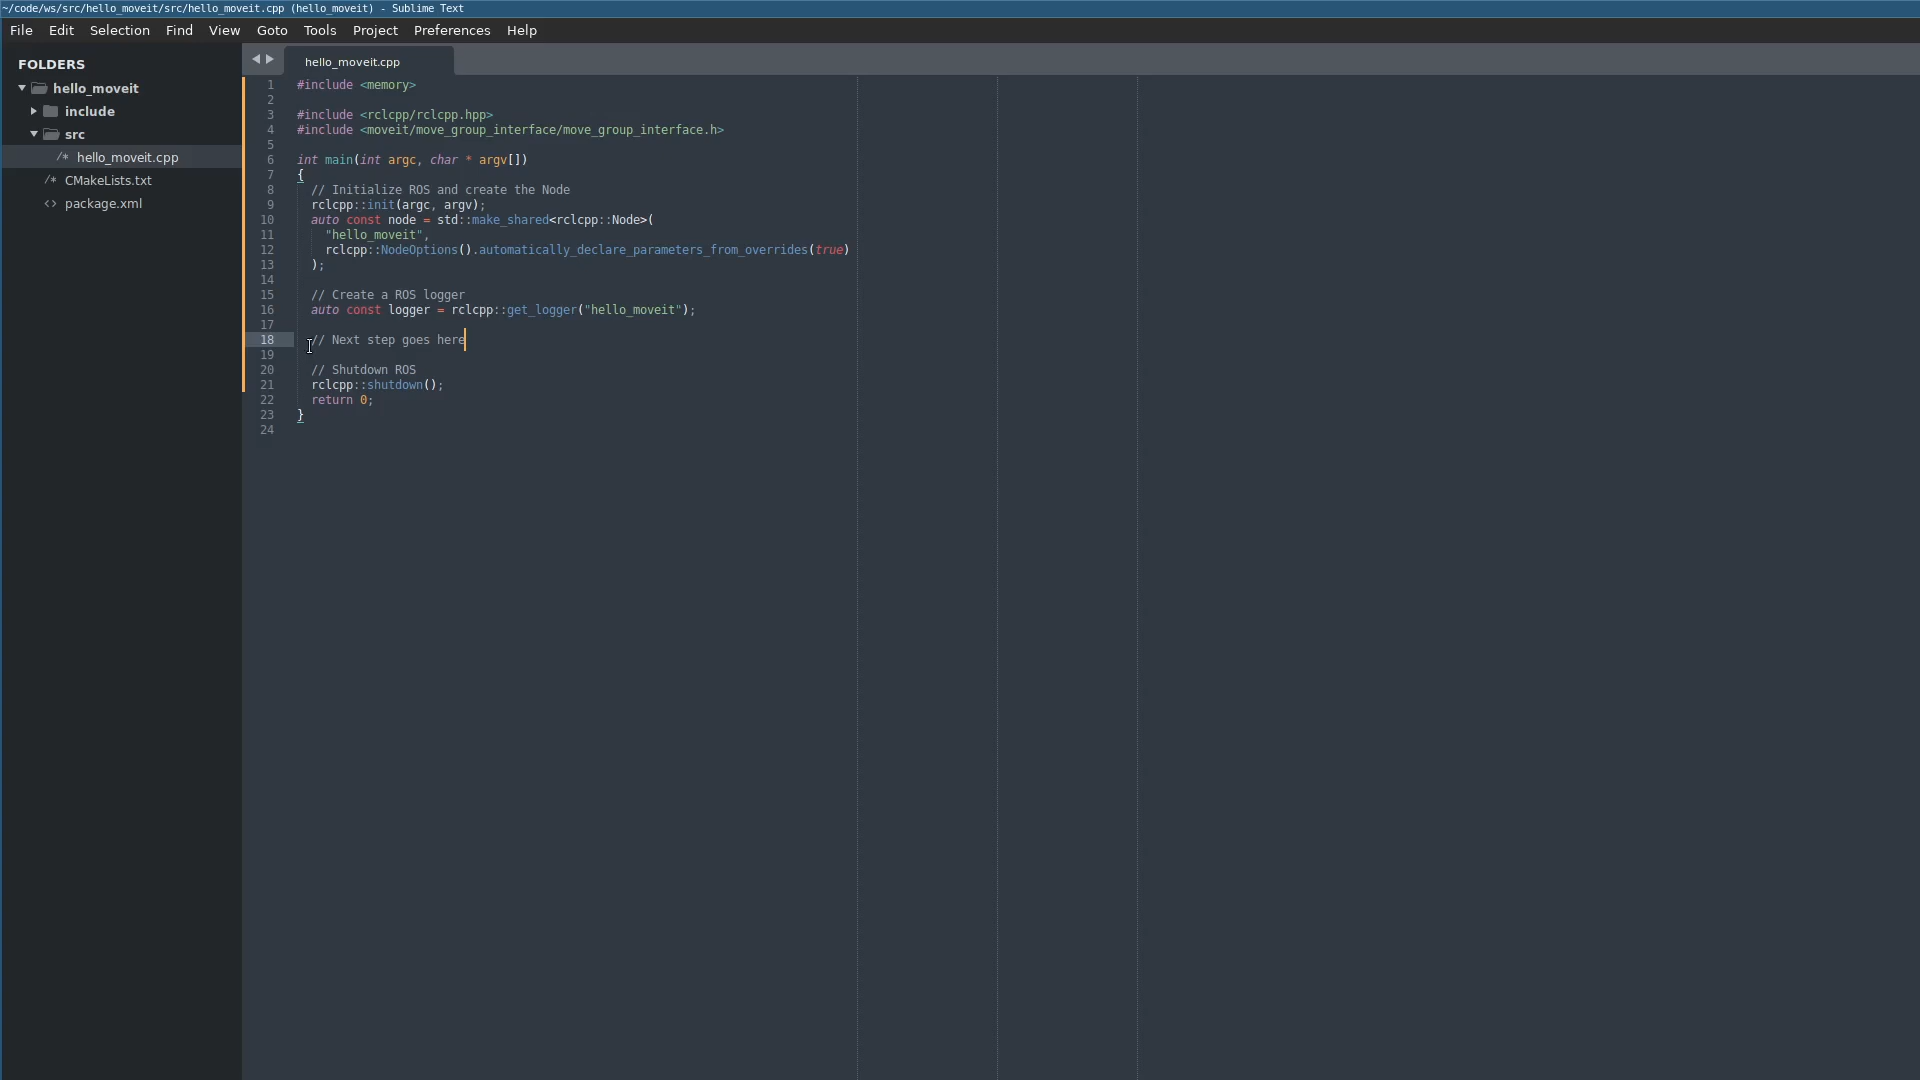 ~/code/ws/src/hello_moveit/src/hello_moveit.cpp (hello_moveit) - Sublime Text
File Edit Selection Find View Goto Tools Project Preferences Help
FOLDERS
hello_moveit
include
src
/* hello_moveit.cpp
/* CMakeLists.txt
<> package.xml
hello_moveit.cpp
1 #include <memory>
2
3 #include <rclcpp/rclcpp.hpp>
4 #include <moveit/move_group_interface/move_group_interface.h>
5
6 int main(int argc, char * argv[])
7 {
8 // Initialize ROS and create the Node
9 rclcpp::init(argc, argv);
10 auto const node = std::make_shared<rclcpp::Node>(
11 "hello_moveit",
12 rclcpp::NodeOptions().automatically_declare_parameters_from_overrides(true)
13 );
14
15 // Create a ROS logger
16 auto const logger = rclcpp::get_logger("hello_moveit");
17
18 // Next step goes here
19
20 // Shutdown ROS
21 rclcpp::shutdown();
22 return 0;
23 }
24